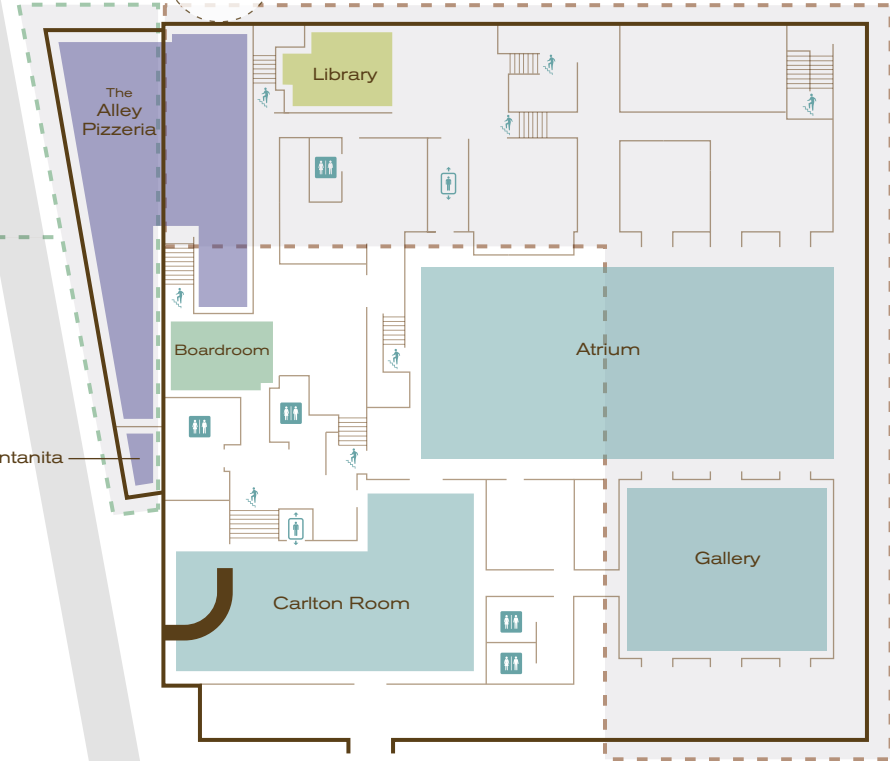 Library
The
Alley
Pizzeria
Boardroom
Atrium
ntanita
Gallery
Carlton Room